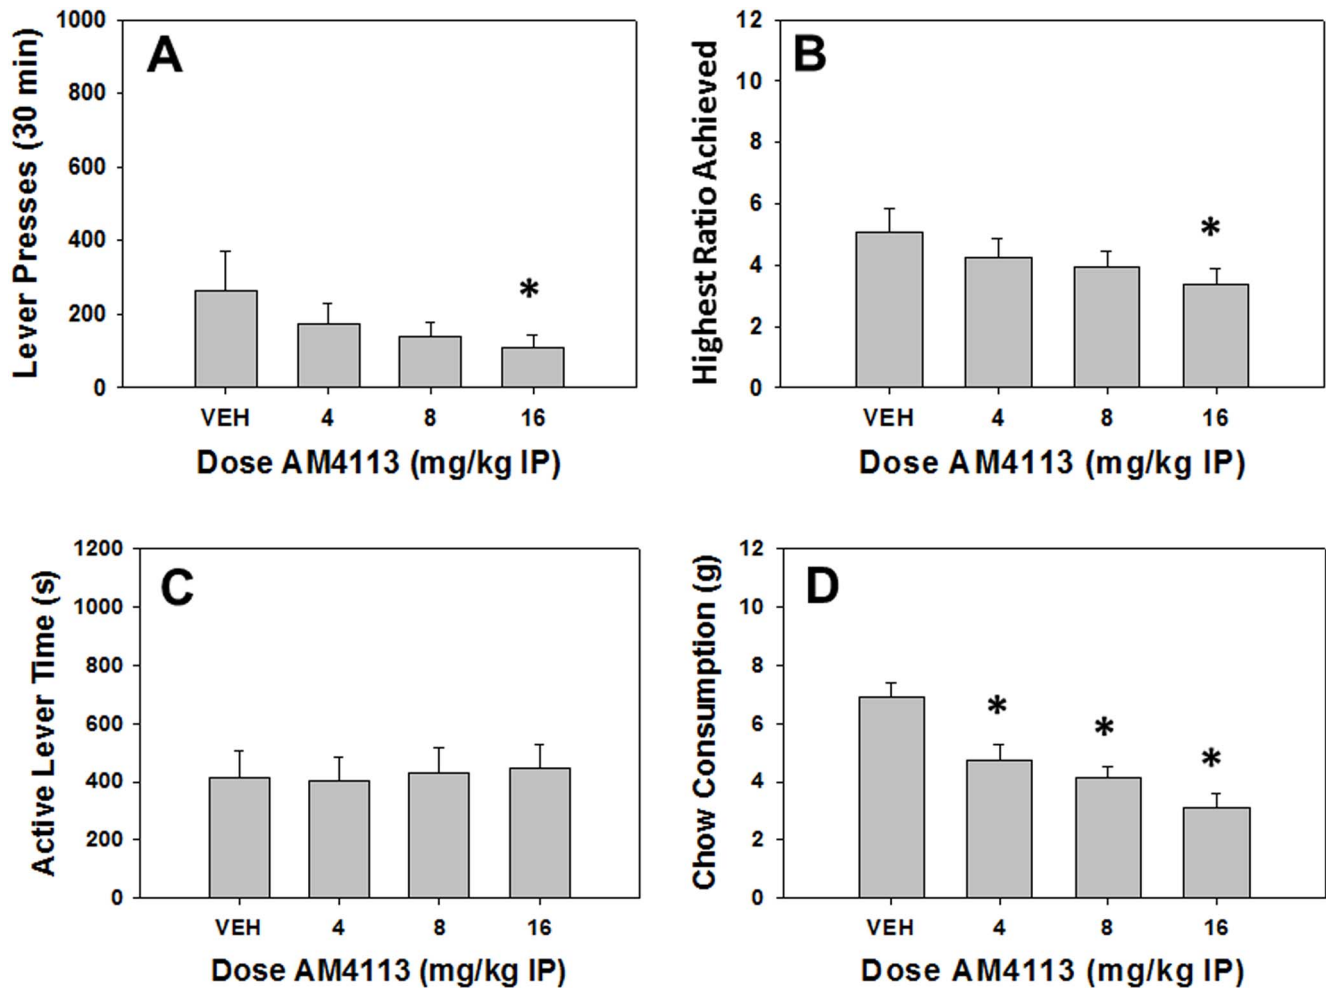 A
Lever Presses (30 min)
1000
800
600
400
200
0
*
VEH 4 8 16
Dose AM4113 (mg/kg IP)
B
Highest Ratio Achieved
12
10
8
6
4
2
0
*
VEH 4 8 16
Dose AM4113 (mg/kg IP)
C
Active Lever Time (s)
1200
1000
800
600
400
200
0
VEH 4 8 16
Dose AM4113 (mg/kg IP)
D
Chow Consumption (g)
12
10
8
6
4
2
0
* * *
VEH 4 8 16
Dose AM4113 (mg/kg IP)